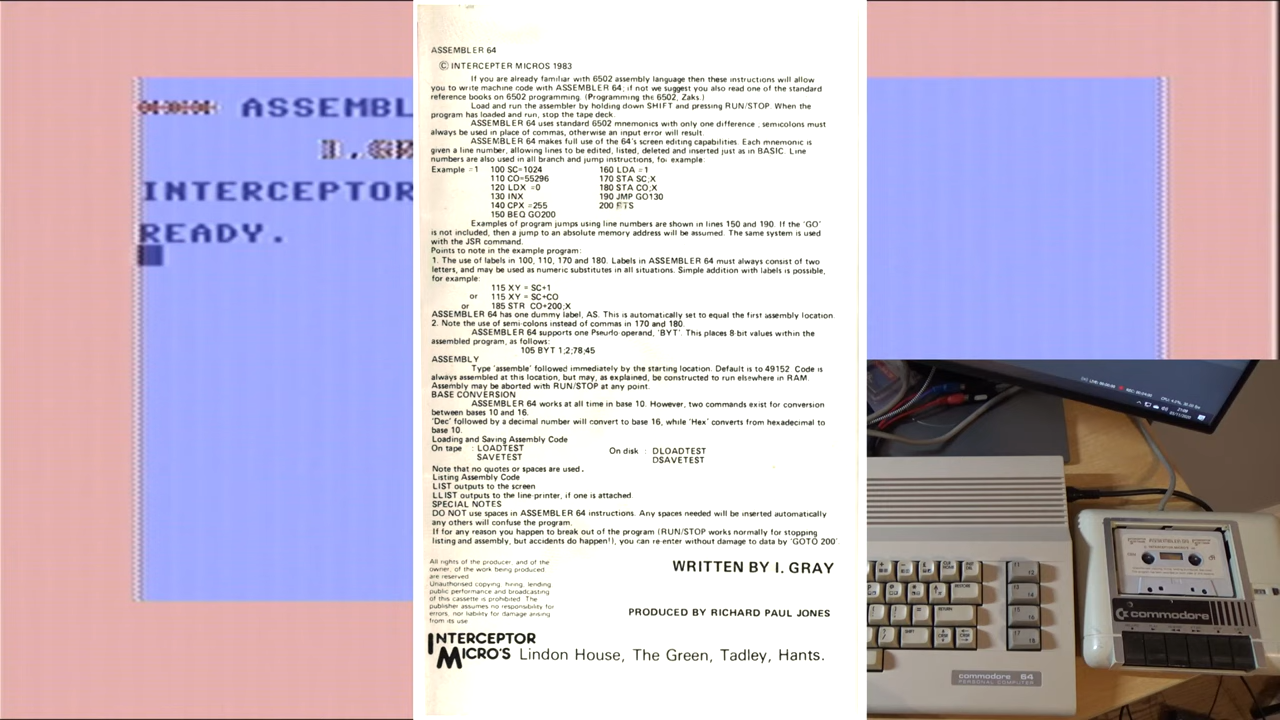 ASSEMBL
INTERCEPTOR
READY.
ASSEMBLER 64
© INTERCEPTER MICROS 1983
If you are already familiar with 6502 assembly language then these instructions will allow
you to write machine code with ASSEMBLER 64; if not we suggest you also read one of the standard
reference books on 6502 programming. (Programming the 6502, Zaks.)
Load and run the assembler by holding down SHIFT and pressing RUN/STOP. When the
program has loaded and run, stop the tape deck.
ASSEMBLER 64 uses standard 6502 mnemonics with only one difference , semicolons must
always be used in place of commas, otherwise an input error will result.
ASSEMBLER 64 makes full use of the 64's screen editing capabilities. Each mnemonic is
given a line number, allowing lines to be edited, listed, deleted and inserted just as in BASIC. Line
numbers are also used in all branch and jump instructions, for example:
Example =1 100 SC=1024 160 LDA =1
110 CO=55296 170 STA SC;X
120 LDX =0 180 STA CO;X
130 INX 190 JMP GO130
140 CPX =255 200 RTS
150 BEQ GO200
Examples of program jumps using line numbers are shown in lines 150 and 190. If the 'GO'
is not included, then a jump to an absolute memory address will be assumed. The same system is used
with the JSR command.
Points to note in the example program:
1. The use of labels in 100, 110, 170 and 180. Labels in ASSEMBLER 64 must always consist of two
letters, and may be used as numeric substitutes in all situations. Simple addition with labels is possible,
for example:
115 XY = SC+1
or 115 XY = SC+CO
or 185 STR CO+200;X
ASSEMBLER 64 has one dummy label, AS. This is automatically set to equal the first assembly location.
2. Note the use of semi-colons instead of commas in 170 and 180.
ASSEMBLER 64 supports one Pseudo-operand, 'BYT'. This places 8-bit values within the
assembled program, as follows:
105 BYT 1;2;78;45
ASSEMBLY
Type 'assemble' followed immediately by the starting location. Default is to 49152. Code is
always assembled at this location, but may, as explained, be constructed to run elsewhere in RAM.
Assembly may be aborted with RUN/STOP at any point.
BASE CONVERSION
ASSEMBLER 64 works at all time in base 10. However, two commands exist for conversion
between bases 10 and 16.
'Dec' followed by a decimal number will convert to base 16, while 'Hex' converts from hexadecimal to
base 10.
Loading and Saving Assembly Code
On tape : LOADTEST On disk : DLOADTEST
SAVETEST DSAVETEST
Note that no quotes or spaces are used.
Listing Assembly Code
LIST outputs to the screen
LLIST outputs to the line-printer, if one is attached.
SPECIAL NOTES
DO NOT use spaces in ASSEMBLER 64 instructions. Any spaces needed will be inserted automatically
any others will confuse the program.
If for any reason you happen to break out of the program (RUN/STOP works normally for stopping
listing and assembly, but accidents do happen!), you can re-enter without damage to data by 'GOTO 200'
All rights of the producer, and of the
owner, of the work being produced
are reserved
Unauthorised copying, hiring, lending
public performance and broadcasting
of this cassette is prohibited. The
publisher assumes no responsibility for
errors, nor liability for damage arising
from its use
WRITTEN BY I. GRAY
PRODUCED BY RICHARD PAUL JONES
INTERCEPTOR
MICRO'S Lindon House, The Green, Tadley, Hants.
ASSEMBLER 64
commodore
commodore 64
PERSONAL COMPUTER